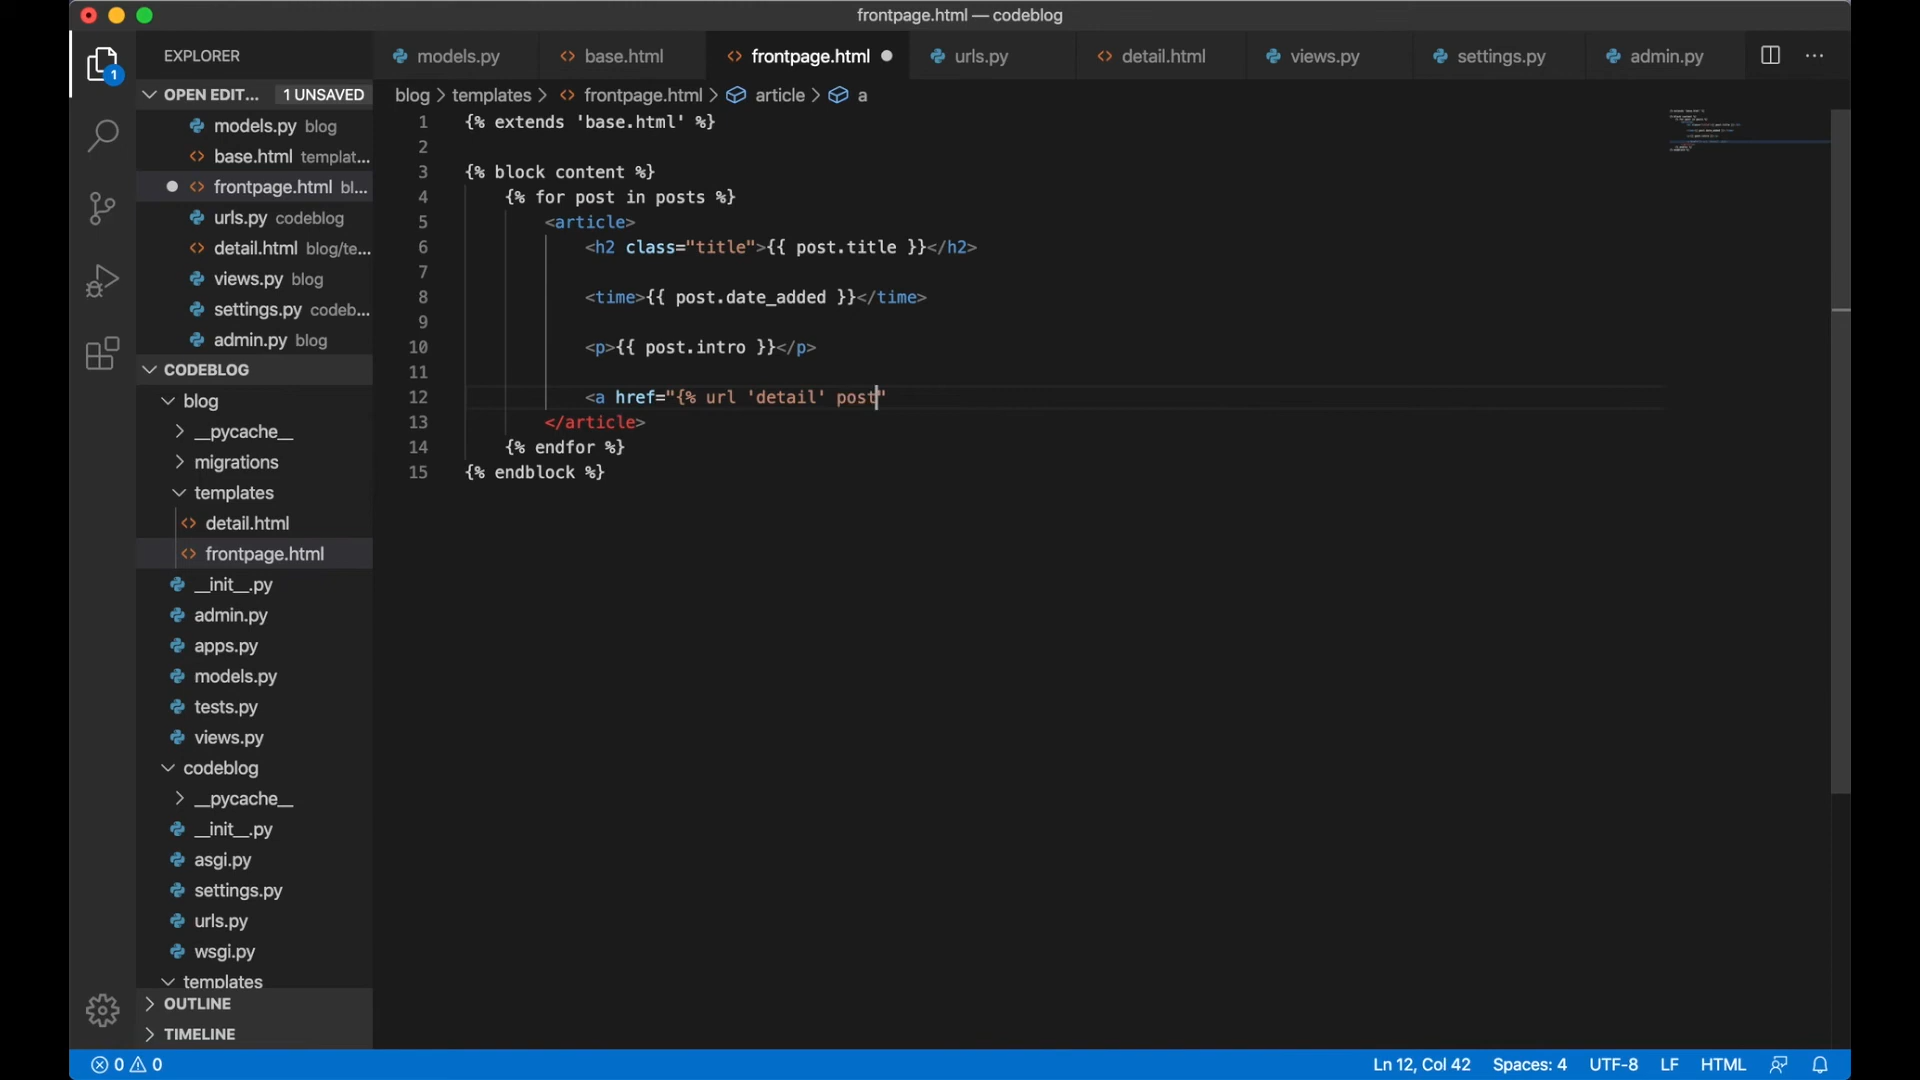 frontpage.html — codeblog
EXPLORER
models.py
base.html
frontpage.html
urls.py
detail.html
views.py
settings.py
admin.py
OPEN EDIT... 1 UNSAVED
blog > templates > frontpage.html > article > a
1
models.py blog
base.html templat...
frontpage.html bl...
urls.py codeblog
detail.html blog/te...
views.py blog
settings.py codeb...
admin.py blog
CODEBLOG
blog
__pycache__
migrations
templates
detail.html
frontpage.html
__init__.py
admin.py
apps.py
models.py
tests.py
views.py
codeblog
__pycache__
__init__.py
asgi.py
settings.py
urls.py
wsgi.py
templates
OUTLINE
TIMELINE
1 {% extends 'base.html' %}
2
3 {% block content %}
4 {% for post in posts %}
5 <article>
6 <h2 class="title">{{ post.title }}</h2>
7
8 <time>{{ post.date_added }}</time>
9
10 <p>{{ post.intro }}</p>
11
12 <a href="{% url 'detail' post"
13 </article>
14 {% endfor %}
15 {% endblock %}
0 0
Ln 12, Col 42 Spaces: 4 UTF-8 LF HTML